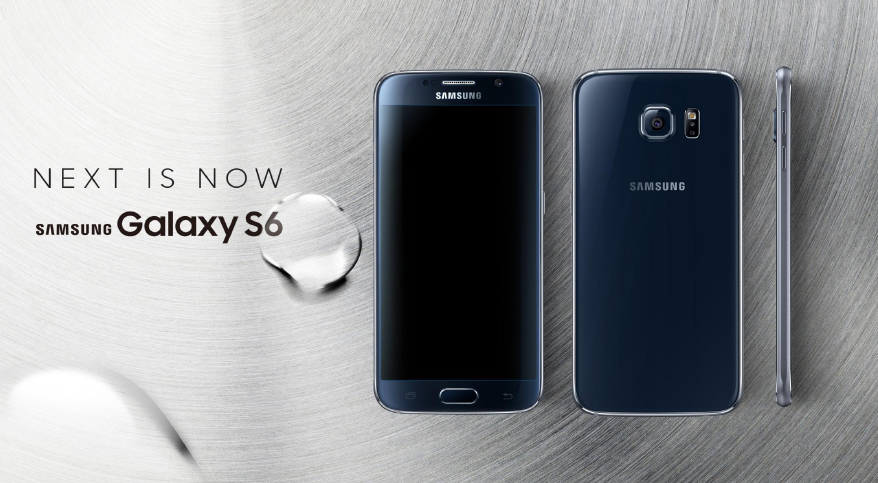 NEXT IS NOW
SAMSUNG Galaxy S6
SAMSUNG
SAMSUNG